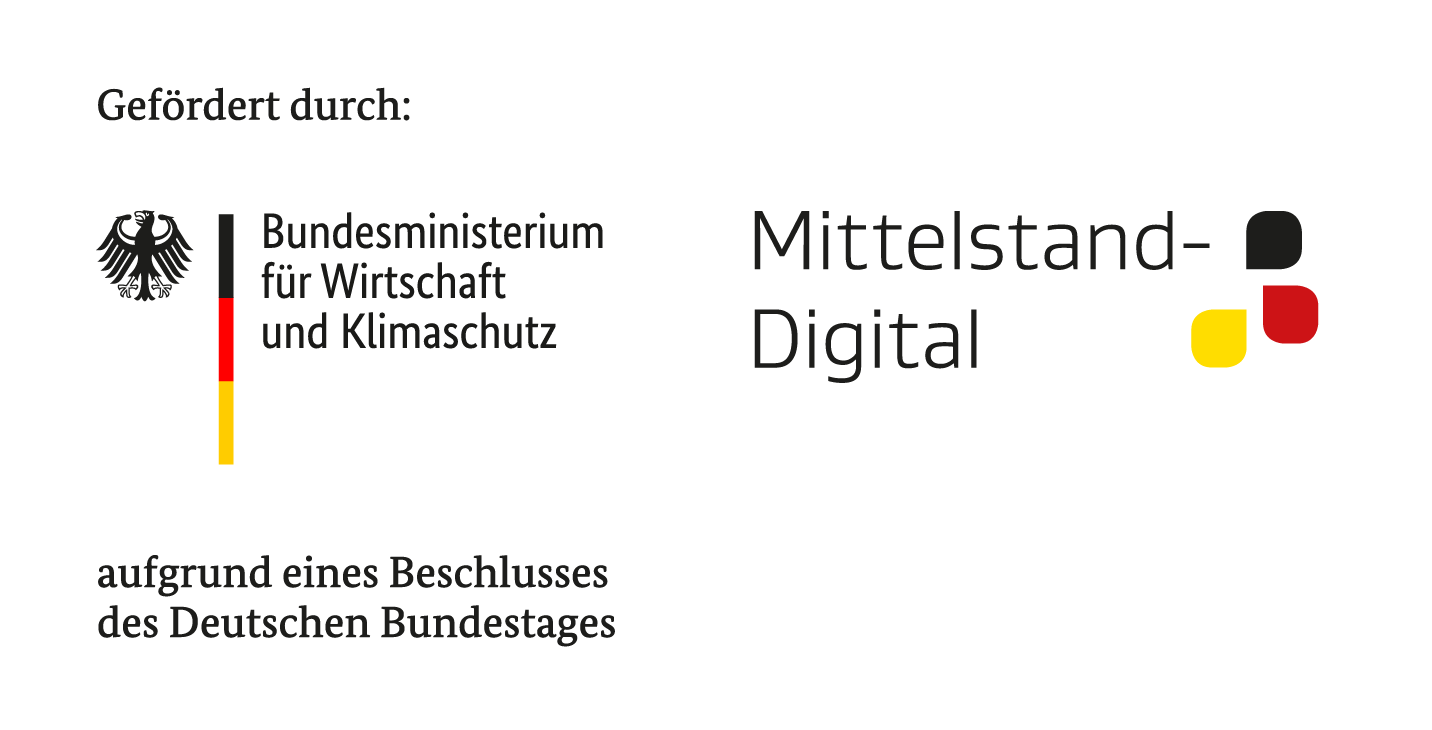 Gefördert durch:
Bundesministerium
für Wirtschaft
und Klimaschutz
Mittelstand-
Digital
aufgrund eines Beschlusses
des Deutschen Bundestages